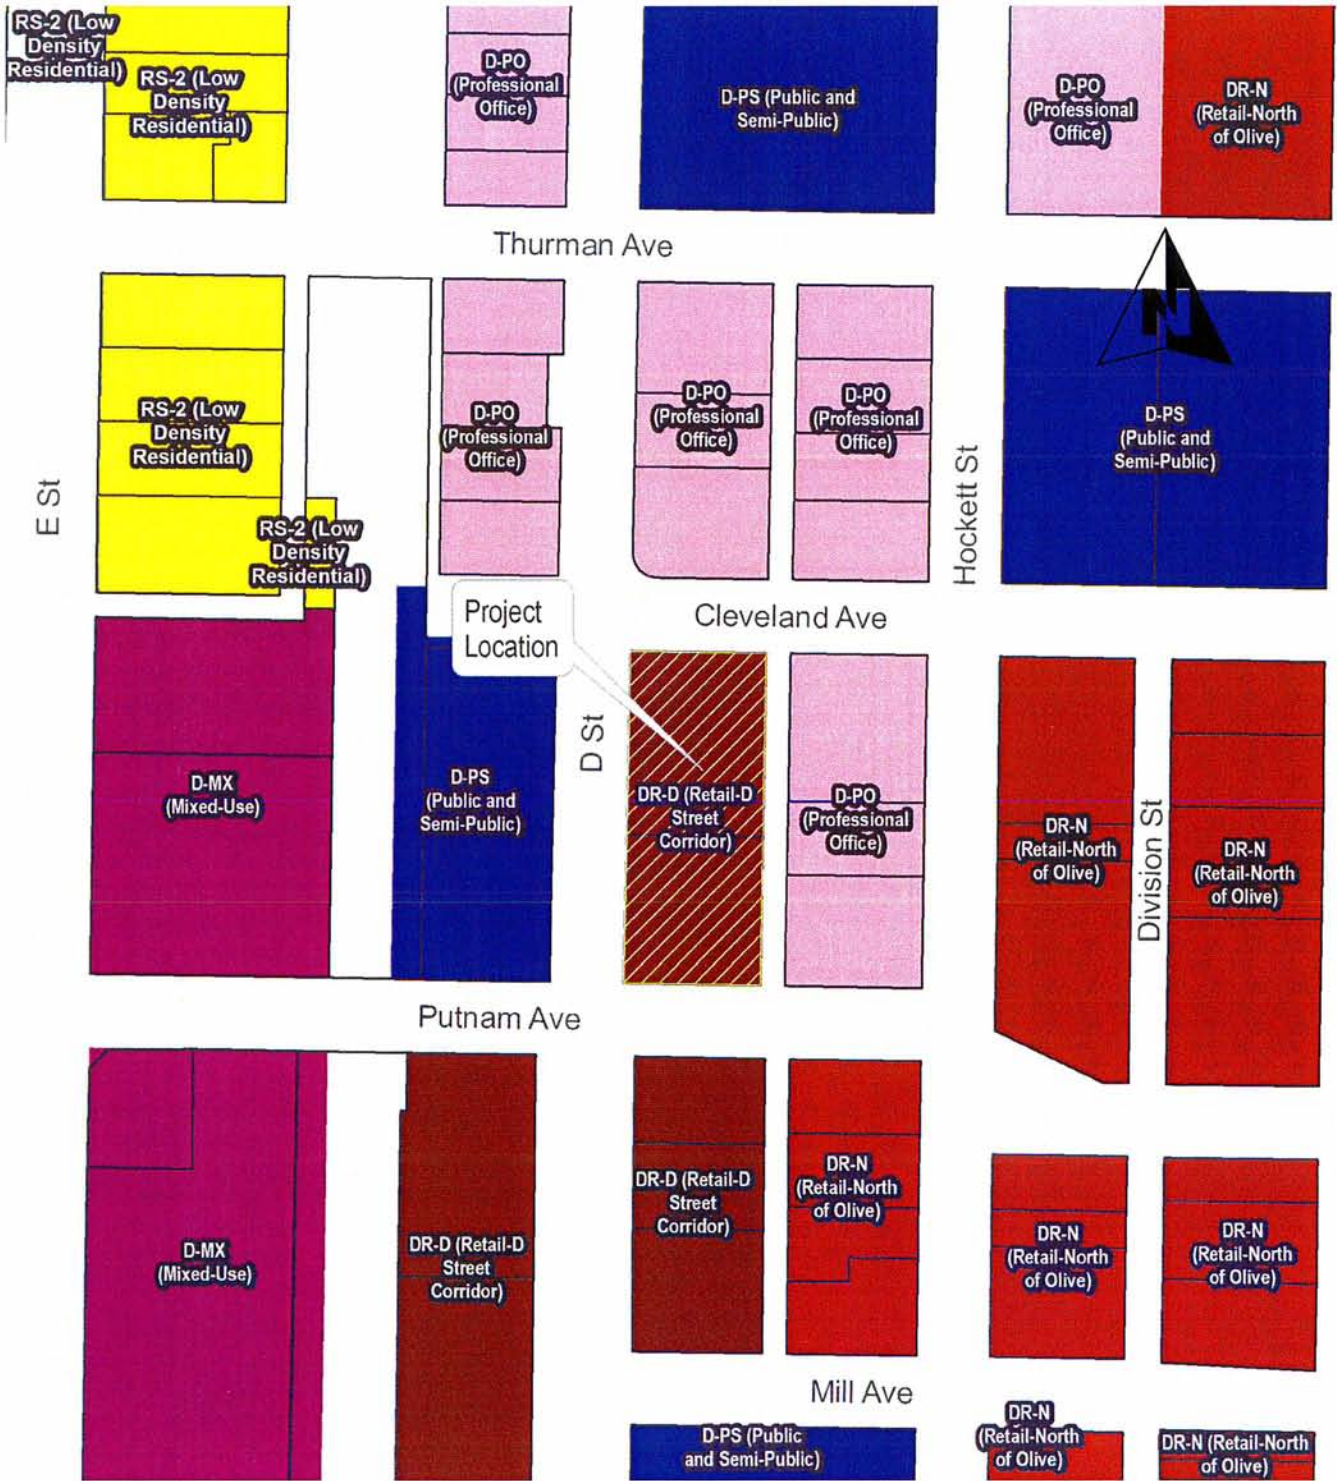 RS-2 (Low
Density
Residential)
RS-2 (Low
Density
Residential)
D-PO
(Professional
Office)
D-PS (Public and
Semi-Public)
D-PO
(Professional
Office)
DR-N
(Retail-North
of Olive)
Thurman Ave
N
E St
RS-2 (Low
Density
Residential)
RS-2 (Low
Density
Residential)
D-PO
(Professional
Office)
D-PO
(Professional
Office)
D-PO
(Professional
Office)
Hockett St
D-PS
(Public and
Semi-Public)
Project
Location
Cleveland Ave
D-MX
(Mixed-Use)
D-PS
(Public and
Semi-Public)
D St
DR-D (Retail-D
Street
Corridor)
D-PO
(Professional
Office)
DR-N
(Retail-North
of Olive)
Division St
DR-N
(Retail-North
of Olive)
Putnam Ave
D-MX
(Mixed-Use)
DR-D (Retail-D
Street
Corridor)
DR-D (Retail-D
Street
Corridor)
DR-N
(Retail-North
of Olive)
DR-N
(Retail-North
of Olive)
DR-N
(Retail-North
of Olive)
Mill Ave
D-PS (Public
and Semi-Public)
DR-N
(Retail-North
of Olive)
DR-N (Retail-North
of Olive)